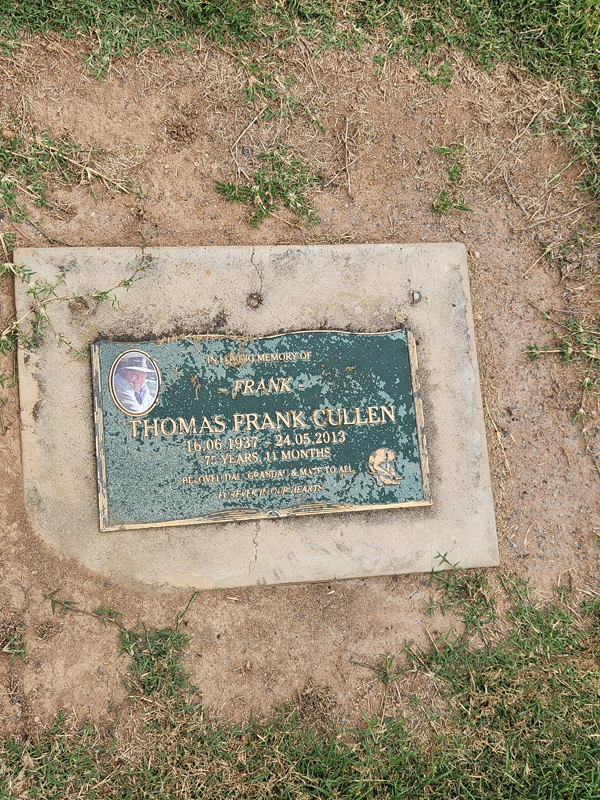 IN LOVING MEMORY OF
- FRANK -
THOMAS FRANK CULLEN
16.06.1937 - 24.05.2013
75 YEARS, 11 MONTHS
BELOVED DAD, GRANDAD & MATE TO ALL
FOREVER IN OUR HEARTS